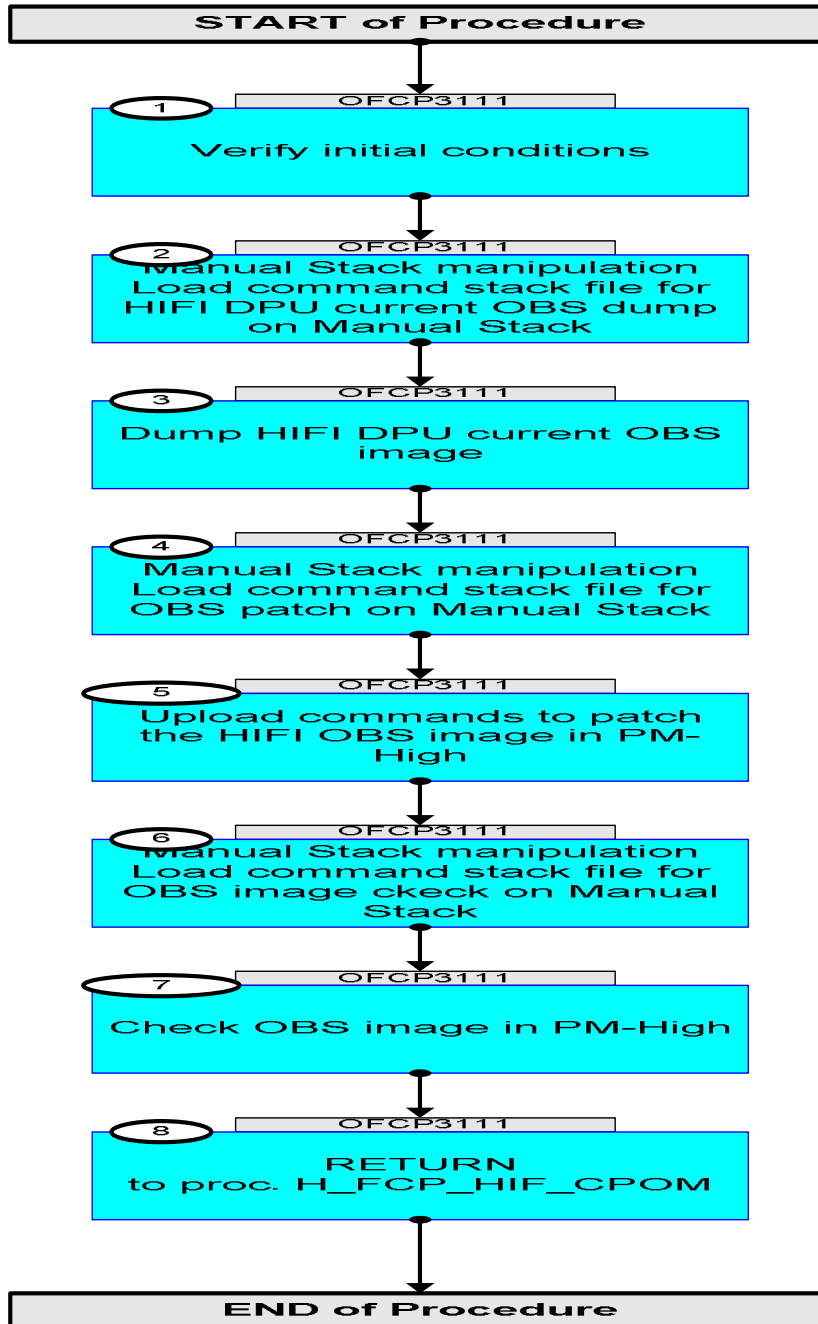 START of Procedure
OFCP3111
1
Verify initial conditions
OFCP3111
2
Manual Stack manipulation
Load command stack file for
HIFI DPU current OBS dump
on Manual Stack
OFCP3111
3
Dump HIFI DPU current OBS
image
OFCP3111
4
Manual Stack manipulation
Load command stack file for
OBS patch on Manual Stack
OFCP3111
5
Upload commands to patch
the HIFI OBS image in PM-
High
OFCP3111
6
Manual Stack manipulation
Load command stack file for
OBS image ckeck on Manual
Stack
OFCP3111
7
Check OBS image in PM-High
OFCP3111
8
RETURN
to proc. H_FCP_HIF_CPOM
END of Procedure